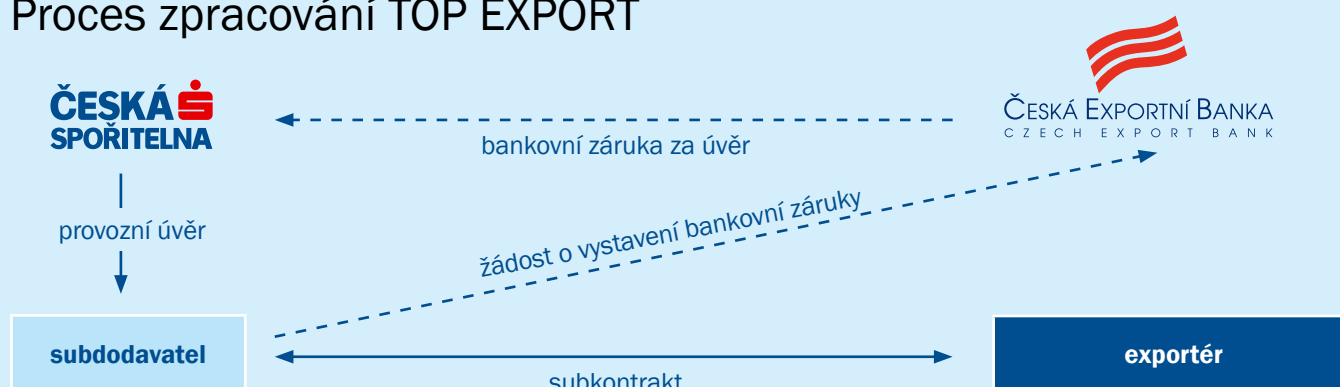 Proces zpracování TOP EXPORT
ČESKÁ
SPOŘITELNA
ČESKÁ EXPORTNÍ BANKA
CZECH EXPORT BANK
bankovní záruka za úvěr
provozní úvěr
žádost o vystavení bankovní záruky
subdodavatel
exportér
subkontrakt